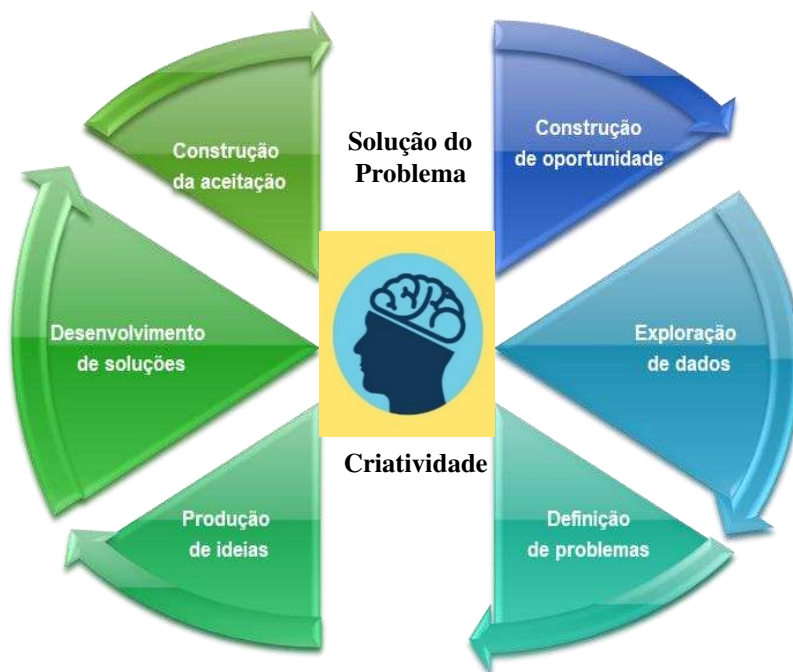 Solução do
Problema
Construção
de oportunidade
Exploração
de dados
Definição
de problemas
Criatividade
Produção
de ideias
Desenvolvimento
de soluções
Construção
da aceitação